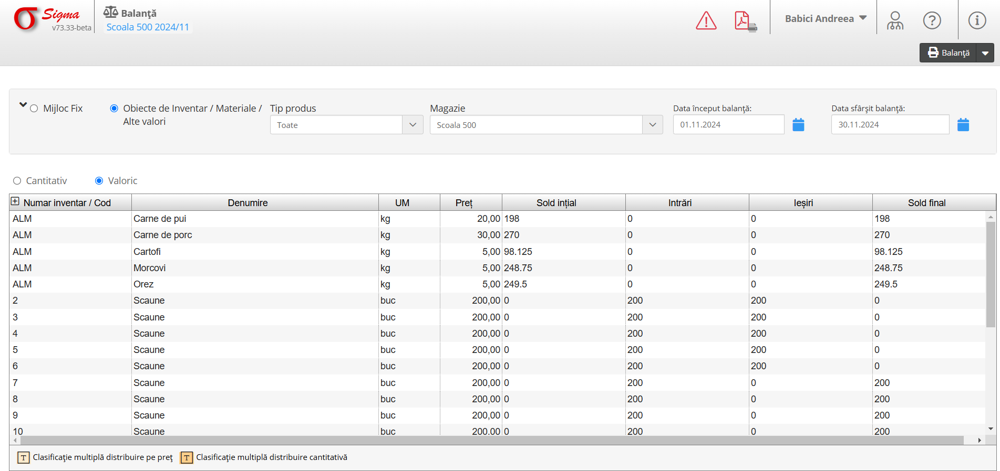 σ Sigma
v73.33-beta
Balanță
Scoala 500 2024/11
Babici Andreea
Balanță
Mijloc Fix
Obiecte de Inventar / Materiale /
Alte valori
Tip produs
Toate
Magazie
Scoala 500
Data început balanță:
01.11.2024
Data sfârșit balanță:
30.11.2024
Cantitativ
Valoric
Numar inventar / Cod Denumire UM Preț Sold ințial Intrări Ieșiri Sold final
ALM Carne de pui kg 20,00 198 0 0 198
ALM Carne de porc kg 30,00 270 0 0 270
ALM Cartofi kg 5,00 98.125 0 0 98.125
ALM Morcovi kg 5,00 248.75 0 0 248.75
ALM Orez kg 5,00 249.5 0 0 249.5
2 Scaune buc 200,00 0 200 200 0
3 Scaune buc 200,00 0 200 200 0
4 Scaune buc 200,00 0 200 200 0
5 Scaune buc 200,00 0 200 200 0
6 Scaune buc 200,00 0 200 200 0
7 Scaune buc 200,00 0 200 0 200
8 Scaune buc 200,00 0 200 0 200
9 Scaune buc 200,00 0 200 0 200
10 Scaune buc 200,00 0 200 0 200
T Clasificație multiplă distribuire pe preț T Clasificație multiplă distribuire cantitativă